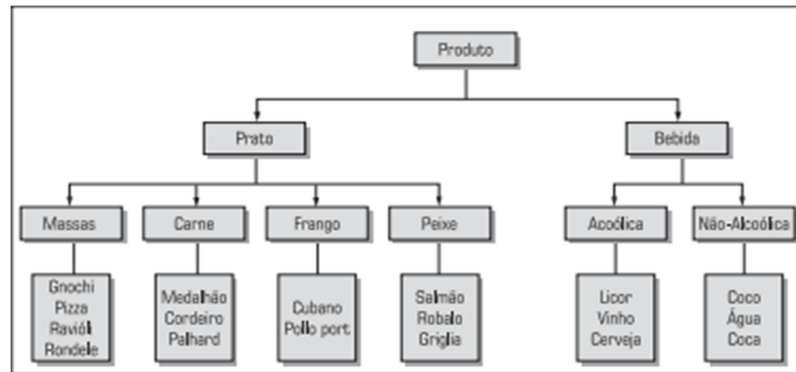 Produto
Prato
Bebida
Massas
Carne
Frango
Peixe
Acoólica
Não-Alcoólica
Gnochi
Pizza
Ravióli
Rondele
Medalhão
Cordeiro
Palhard
Cubano
Pollo port
Salmão
Robalo
Griglia
Licor
Vinho
Cerveja
Coco
Água
Coca